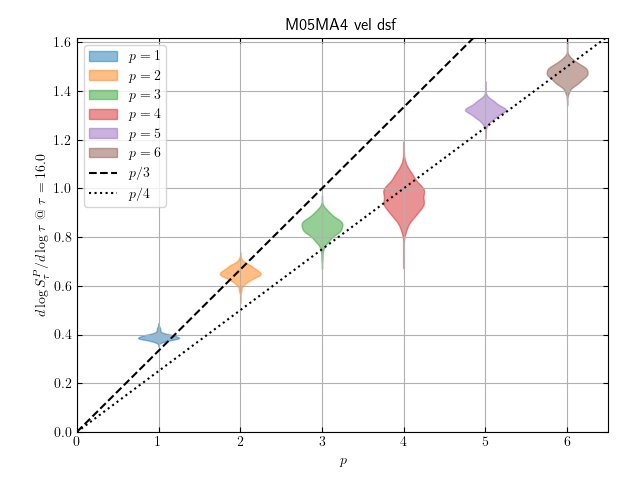 M05MA4 vel dsf
d log S_τ^P / d log τ @ τ = 16.0
1.6
1.4
1.2
1.0
0.8
0.6
0.4
0.2
0.0
p = 1
p = 2
p = 3
p = 4
p = 5
p = 6
p/3
p/4
0 1 2 3 4 5 6
p